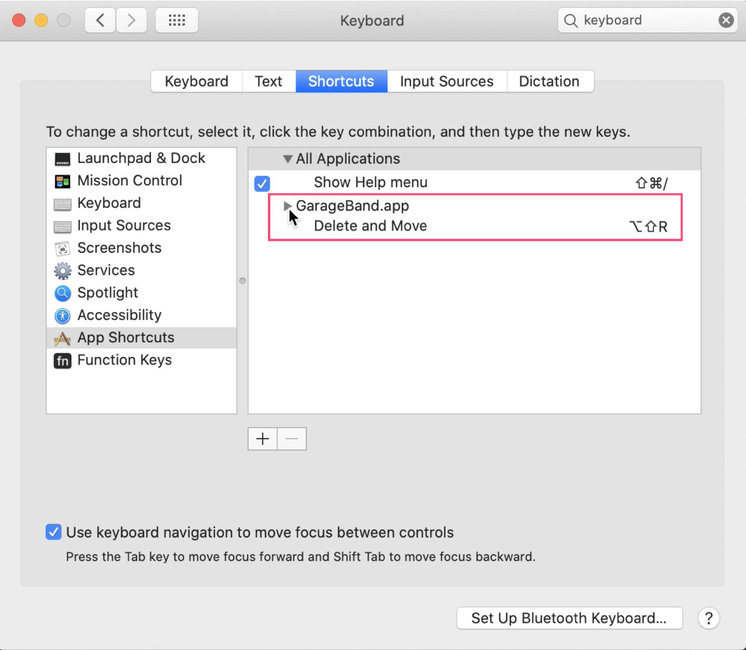 Keyboard
keyboard
Keyboard Text Shortcuts Input Sources Dictation
To change a shortcut, select it, click the key combination, and then type the new keys.
Launchpad & Dock
Mission Control
Keyboard
Input Sources
Screenshots
Services
Spotlight
Accessibility
App Shortcuts
fn Function Keys
All Applications
Show Help menu ⇧⌘/
GarageBand.app
Delete and Move ⌥⇧R
Use keyboard navigation to move focus between controls
Press the Tab key to move focus forward and Shift Tab to move focus backward.
Set Up Bluetooth Keyboard... ?